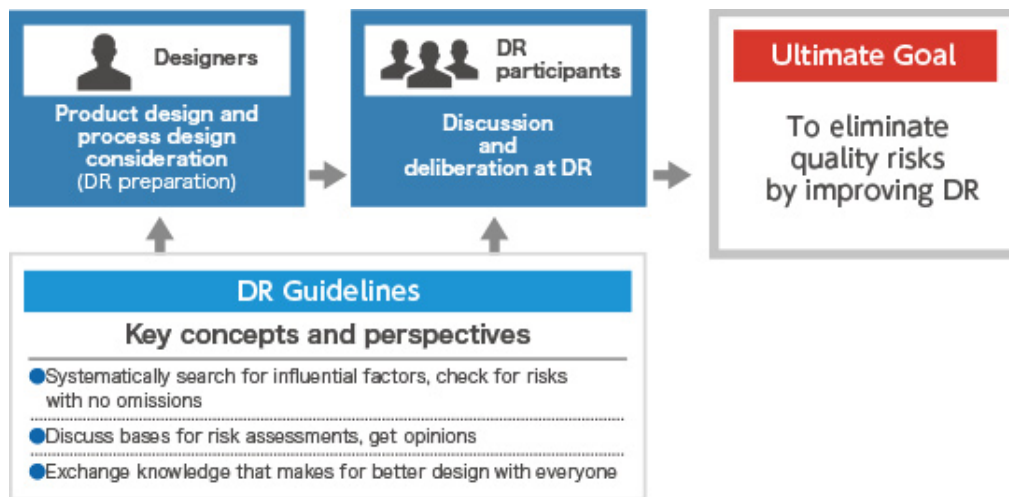 Designers
Product design and
process design
consideration
(DR preparation)
DR
participants
Discussion
and
deliberation at DR
Ultimate Goal
To eliminate
quality risks
by improving DR
DR Guidelines
Key concepts and perspectives
●Systematically search for influential factors, check for risks
with no omissions
●Discuss bases for risk assessments, get opinions
●Exchange knowledge that makes for better design with everyone